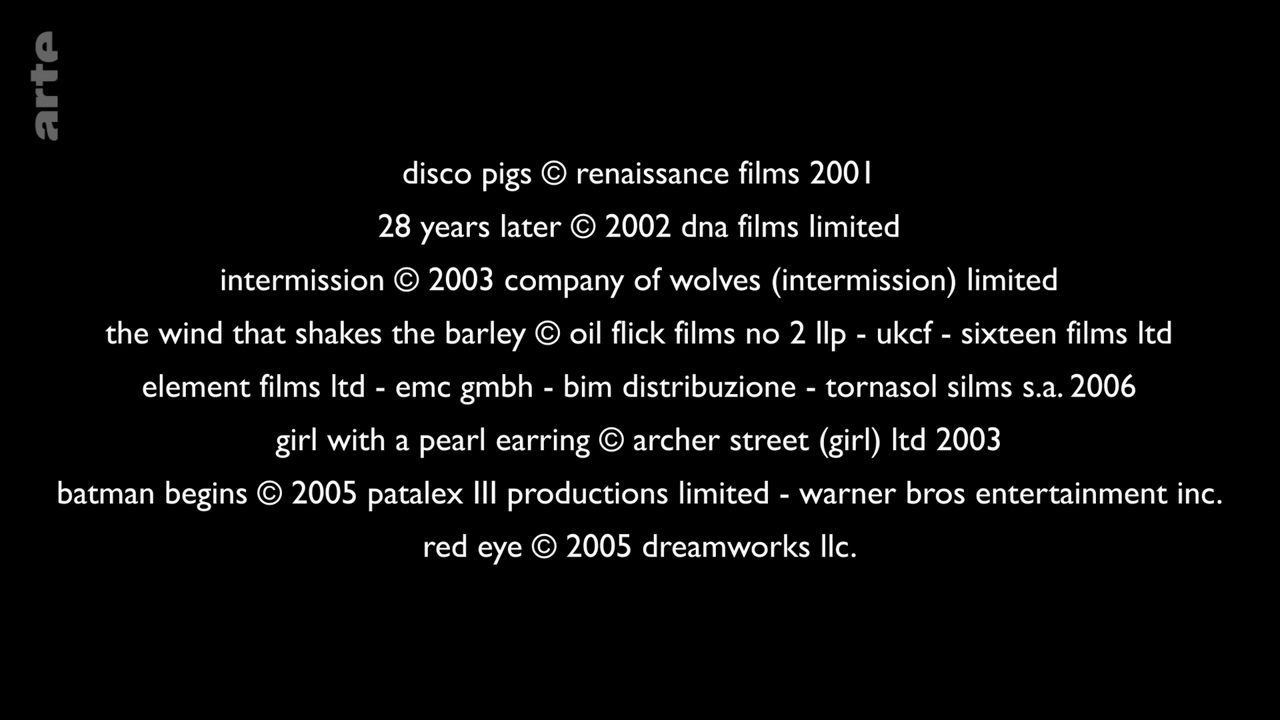 arte
disco pigs © renaissance films 2001
28 years later © 2002 dna films limited
intermission © 2003 company of wolves (intermission) limited
the wind that shakes the barley © oil flick films no 2 llp - ukcf - sixteen films ltd
element films ltd - emc gmbh - bim distribuzione - tornasol silms s.a. 2006
girl with a pearl earring © archer street (girl) ltd 2003
batman begins © 2005 patalex III productions limited - warner bros entertainment inc.
red eye © 2005 dreamworks llc.